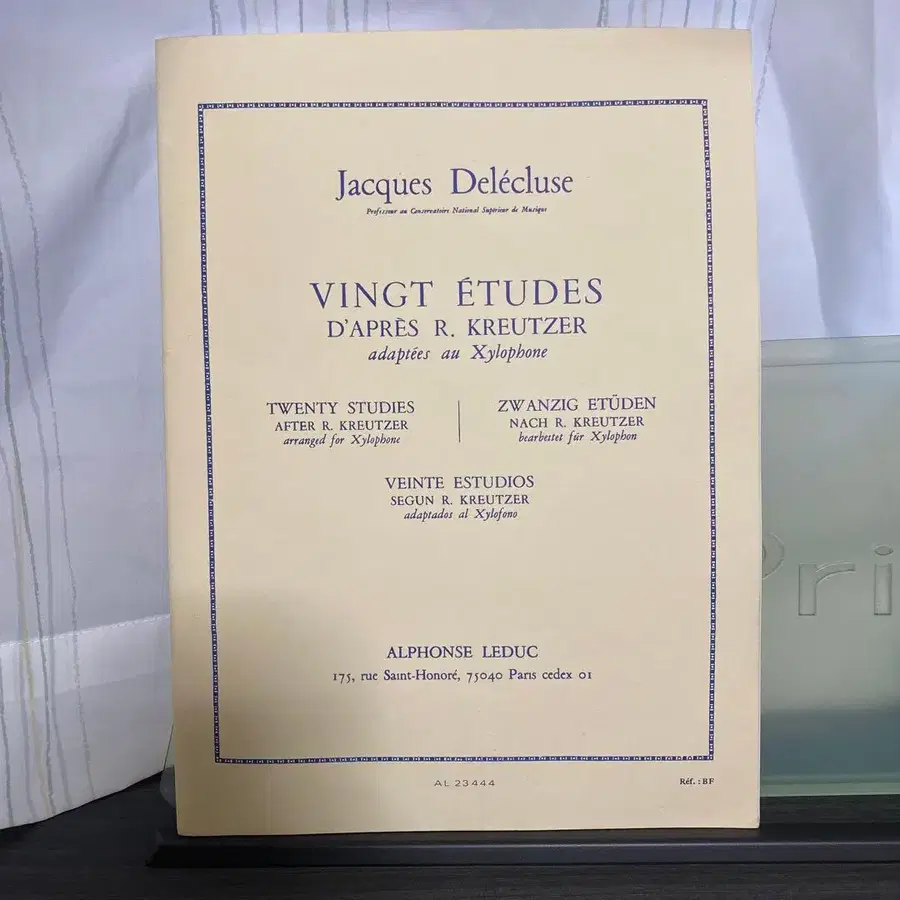 Jacques Delécluse
Professeur au Conservatoire National Supérieur de Musique
VINGT ÉTUDES
D'APRÈS R. KREUTZER
adaptées au Xylophone
TWENTY STUDIES
AFTER R. KREUTZER
arranged for Xylophone
ZWANZIG ETÜDEN
NACH R. KREUTZER
bearbestet für Xylophon
VEINTE ESTUDIOS
SEGUN R. KREUTZER
adaptados al Xylofono
ALPHONSE LEDUC
175, rue Saint-Honoré, 75040 Paris cedex 01
AL 23444
Réf. : BF